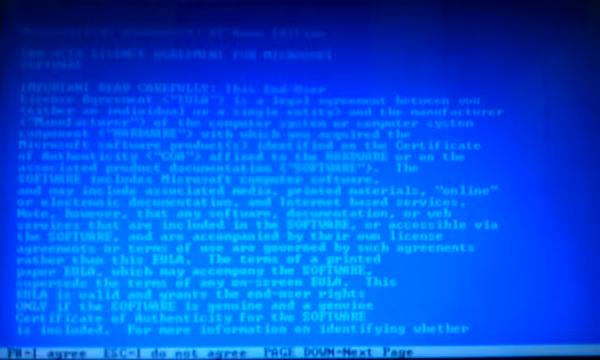 Microsoft(R) Windows(R) XP Home Edition
END-USER LICENSE AGREEMENT FOR MICROSOFT
SOFTWARE
IMPORTANT READ CAREFULLY: This End-User
License Agreement ("EULA") is a legal agreement between you
(either an individual or a single entity) and the manufacturer
("Manufacturer") of the computer system or computer system
component ("HARDWARE") with which you acquired the
Microsoft software product(s) identified on the Certificate
of Authenticity ("COA") affixed to the HARDWARE or on the
associated product documentation ("SOFTWARE"). The
SOFTWARE includes Microsoft computer software,
and may include associated media, printed materials, "online"
or electronic documentation, and Internet based services.
Note, however, that any software, documentation, or web
services that are included in the SOFTWARE, or accessible via
the SOFTWARE, and are accompanied by their own license
agreements or terms of use are governed by such agreements
rather than this EULA. The terms of a printed
paper EULA, which may accompany the SOFTWARE,
supersede the terms of any on-screen EULA. This
EULA is valid and grants the end-user rights
ONLY if the SOFTWARE is genuine and a genuine
Certificate of Authenticity for the SOFTWARE
is included. For more information on identifying whether
F8=I agree ESC=I do not agree PAGE DOWN=Next Page